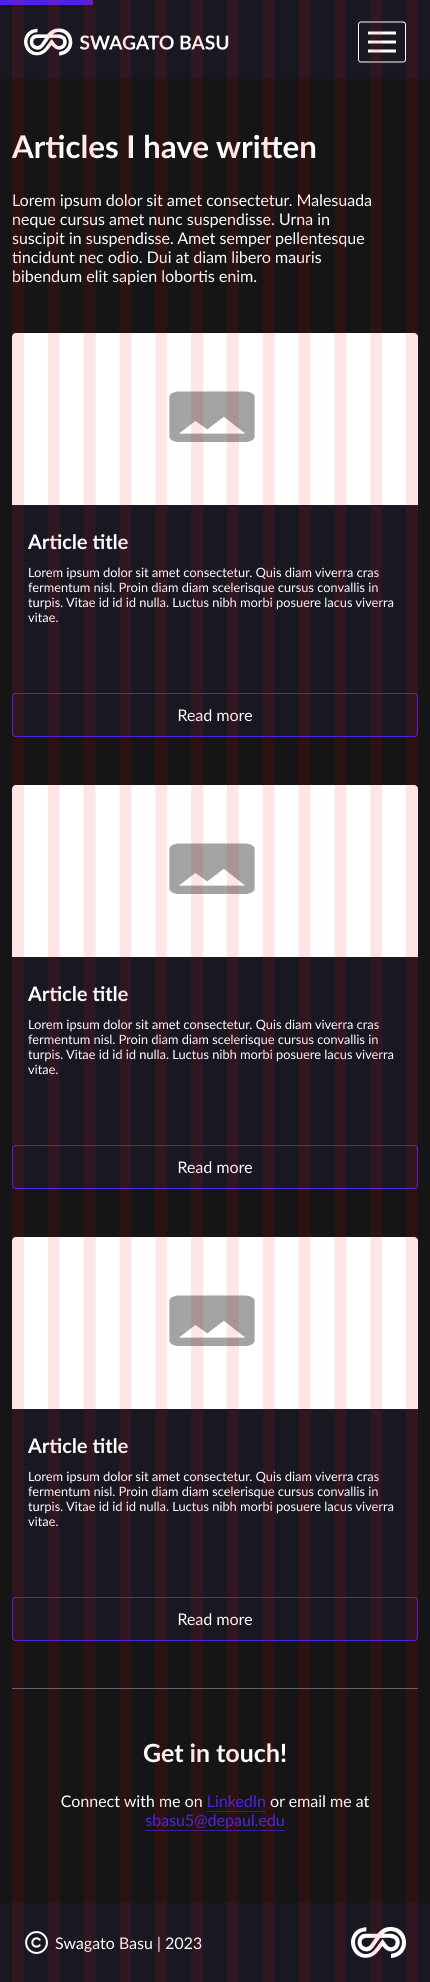 SWAGATO BASU
Articles I have written
Lorem ipsum dolor sit amet consectetur. Malesuada
neque cursus amet nunc suspendisse. Urna in
suscipit in suspendisse. Amet semper pellentesque
tincidunt nec odio. Dui at diam libero mauris
bibendum elit sapien lobortis enim.
Article title
Lorem ipsum dolor sit amet consectetur. Quis diam viverra cras
fermentum nisl. Proin diam diam scelerisque cursus convallis in
turpis. Vitae id id id nulla. Luctus nibh morbi posuere lacus viverra
vitae.
Read more
Article title
Lorem ipsum dolor sit amet consectetur. Quis diam viverra cras
fermentum nisl. Proin diam diam scelerisque cursus convallis in
turpis. Vitae id id id nulla. Luctus nibh morbi posuere lacus viverra
vitae.
Read more
Article title
Lorem ipsum dolor sit amet consectetur. Quis diam viverra cras
fermentum nisl. Proin diam diam scelerisque cursus convallis in
turpis. Vitae id id id nulla. Luctus nibh morbi posuere lacus viverra
vitae.
Read more
Get in touch!
Connect with me on LinkedIn or email me at
sbasu5@depaul.edu
© Swagato Basu | 2023